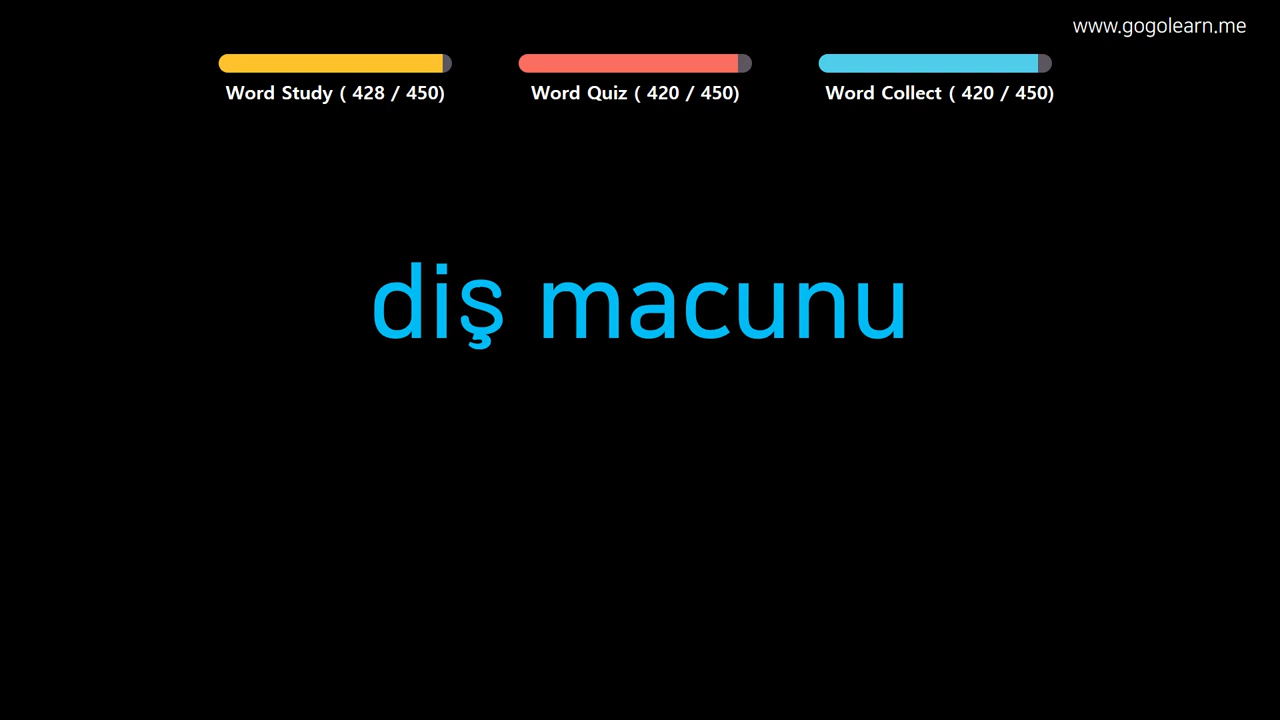 www.gogolearn.me
Word Study ( 428 / 450)
Word Quiz ( 420 / 450)
Word Collect ( 420 / 450)
diş macunu